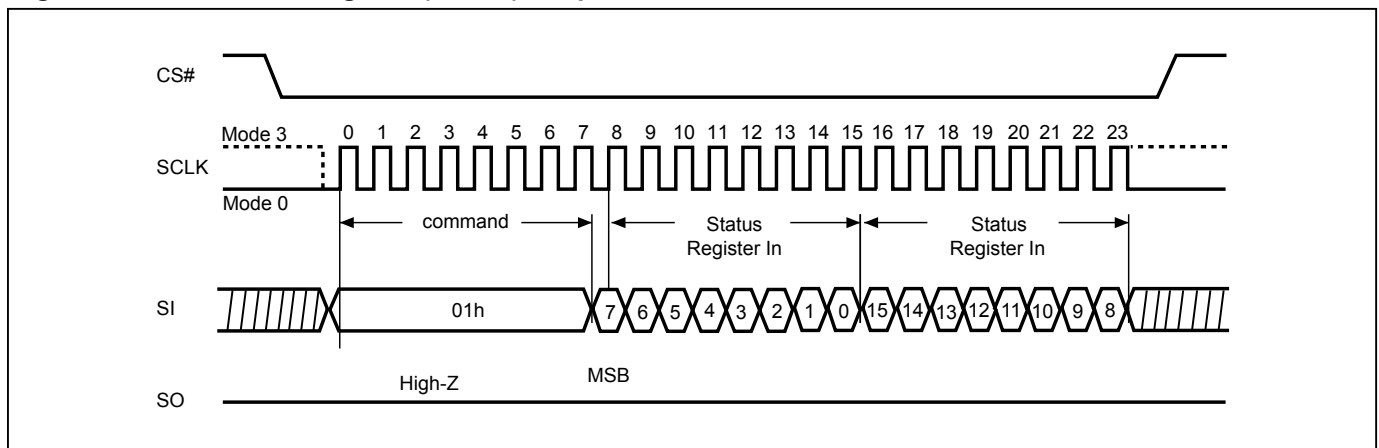 CS#
Mode 3
0 1 2 3 4 5 6 7 8 9 10 11 12 13 14 15 16 17 18 19 20 21 22 23
SCLK
Mode 0
command Status Register In Status Register In
SI 01h 7 6 5 4 3 2 1 0 15 14 13 12 11 10 9 8
High-Z MSB
SO